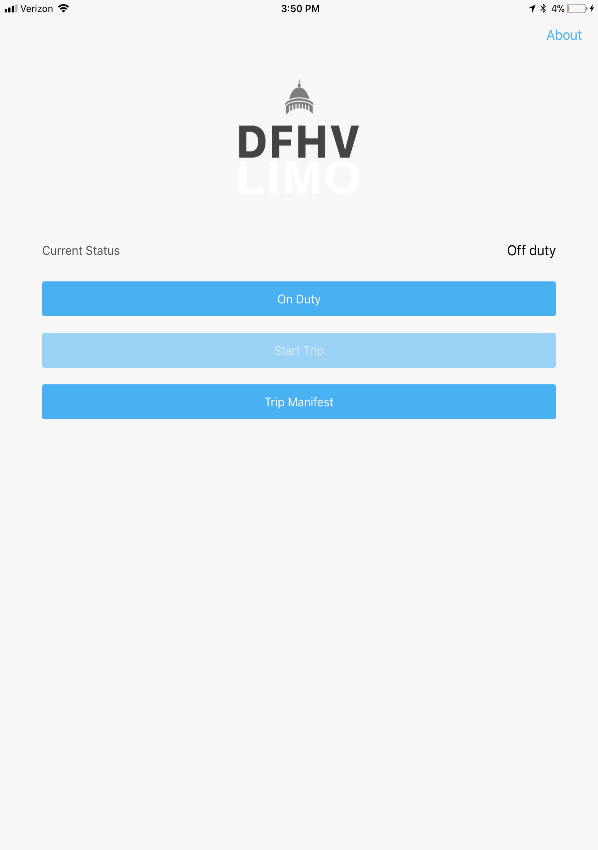 Verizon 3:50 PM 4%
About
DFHV
LIMO
Current Status Off duty
On Duty
Start Trip
Trip Manifest